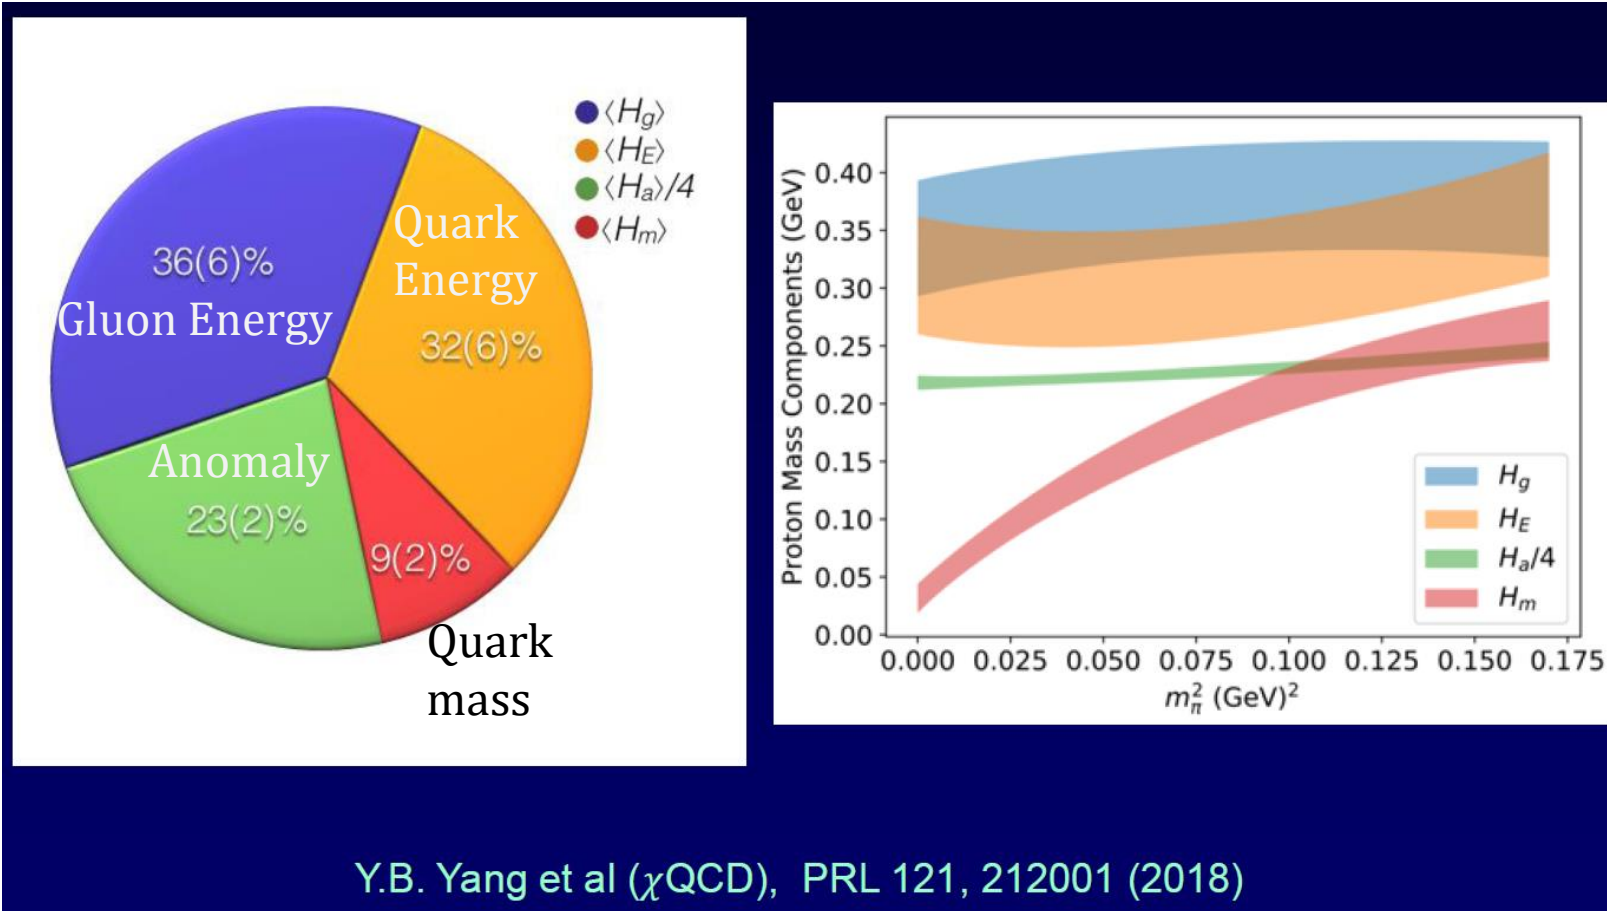 ⟨Hg⟩
⟨HE⟩
⟨Ha⟩/4
⟨Hm⟩
36(6)%
Gluon Energy
Quark
Energy
32(6)%
Anomaly
23(2)%
9(2)%
Quark
mass
Proton Mass Components (GeV)
0.40
0.35
0.30
0.25
0.20
0.15
0.10
0.05
0.00
0.000 0.025 0.050 0.075 0.100 0.125 0.150 0.175
m²π (GeV)²
Hg
HE
Ha/4
Hm
Y.B. Yang et al (χQCD), PRL 121, 212001 (2018)